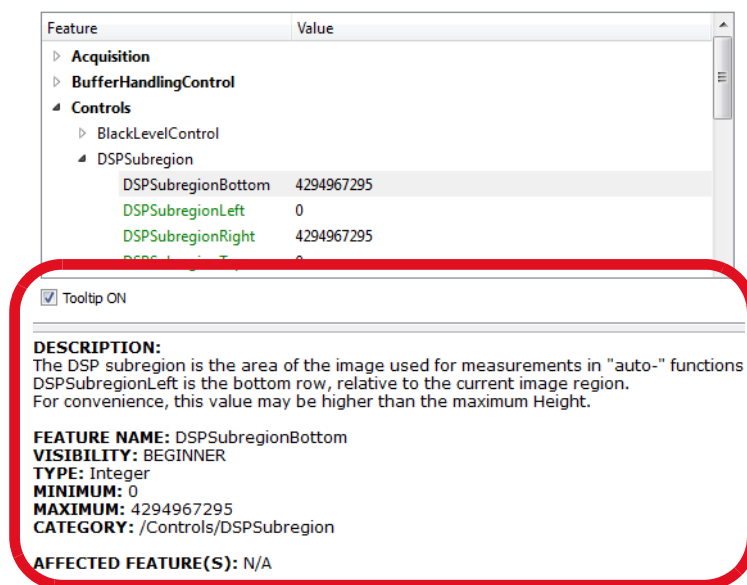 Feature Value
Acquisition
BufferHandlingControl
Controls
BlackLevelControl
DSPSubregion
DSPSubregionBottom 4294967295
DSPSubregionLeft 0
DSPSubregionRight 4294967295
Tooltip ON
DESCRIPTION:
The DSP subregion is the area of the image used for measurements in "auto-" functions
DSPSubregionLeft is the bottom row, relative to the current image region.
For convenience, this value may be higher than the maximum Height.
FEATURE NAME: DSPSubregionBottom
VISIBILITY: BEGINNER
TYPE: Integer
MINIMUM: 0
MAXIMUM: 4294967295
CATEGORY: /Controls/DSPSubregion
AFFECTED FEATURE(S): N/A